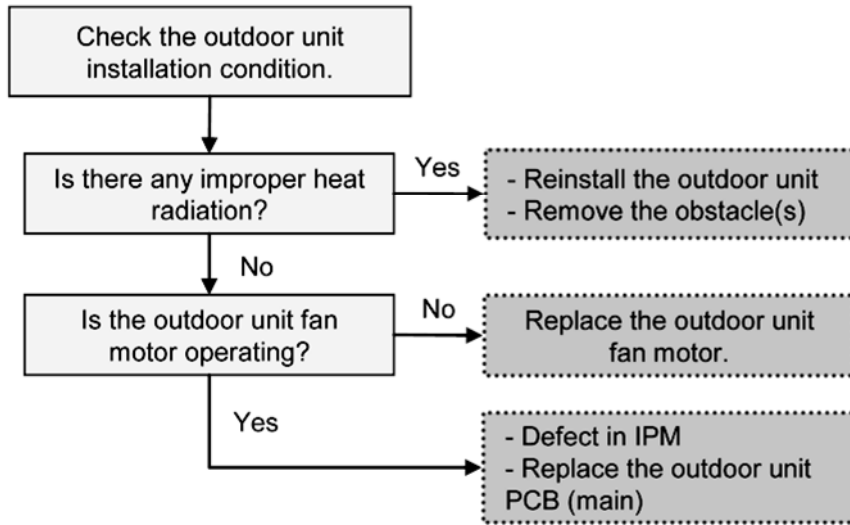 Check the outdoor unit
installation condition.
Is there any improper heat
radiation?
Yes
- Reinstall the outdoor unit
- Remove the obstacle(s)
No
Is the outdoor unit fan
motor operating?
No
Replace the outdoor unit
fan motor.
Yes
- Defect in IPM
- Replace the outdoor unit
PCB (main)